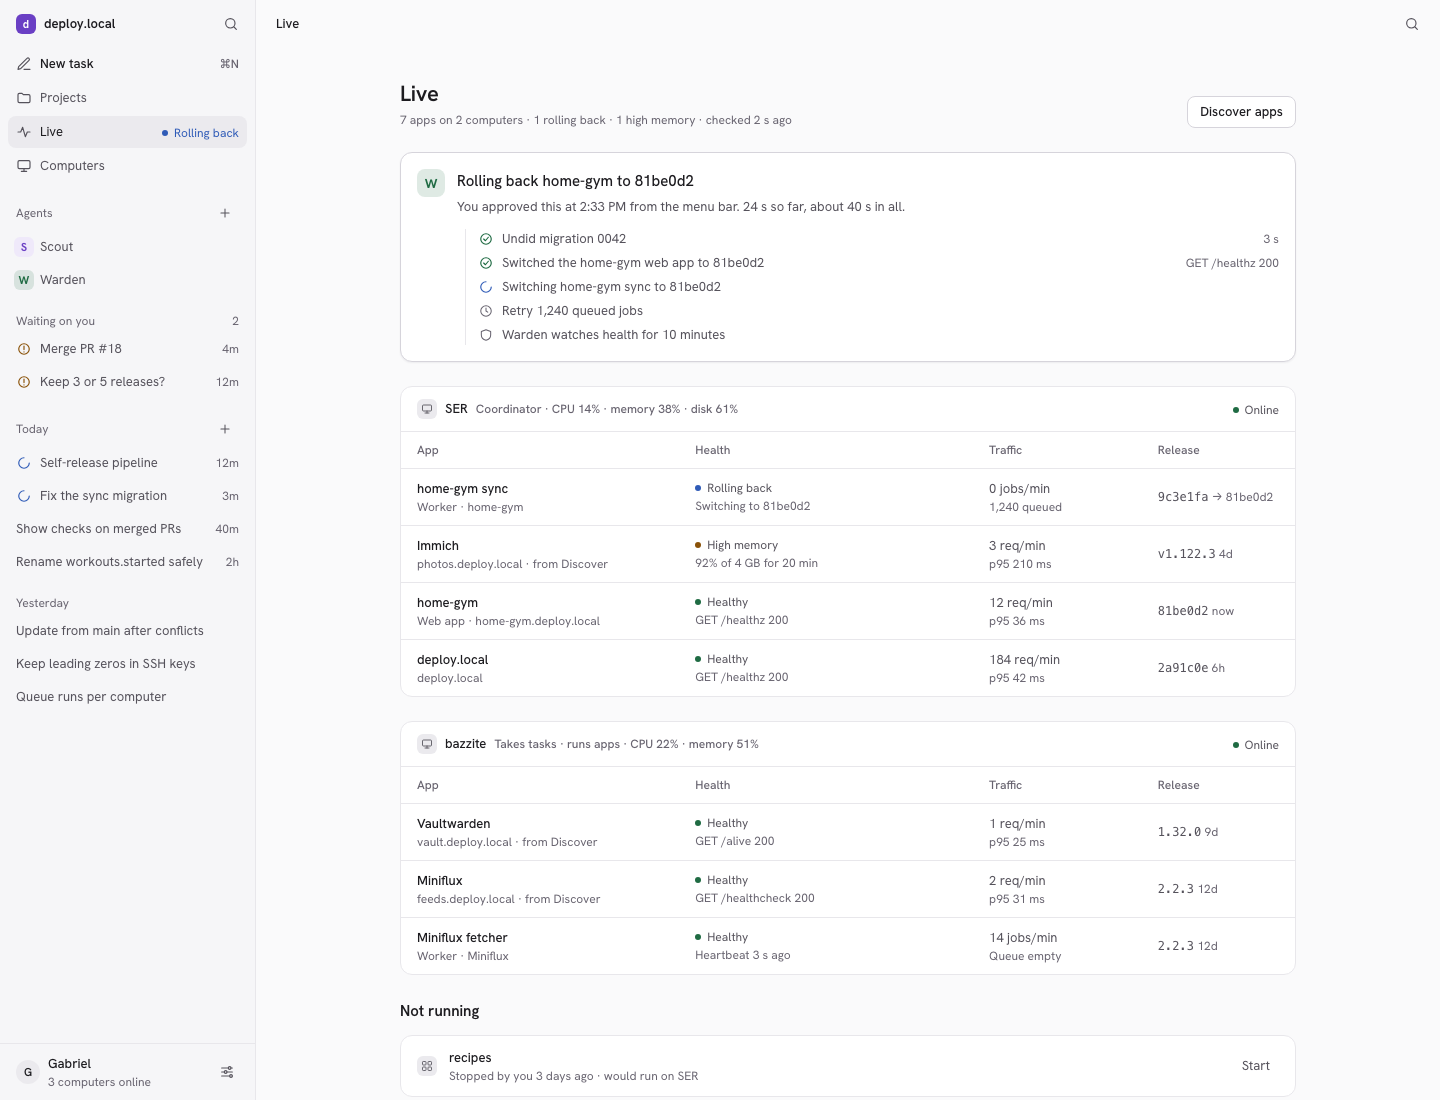 d deploy.local
New task ⌘N
Projects
Live Rolling back
Computers
Agents
S Scout
W Warden
Waiting on you 2
Merge PR #18 4m
Keep 3 or 5 releases? 12m
Today
Self-release pipeline 12m
Fix the sync migration 3m
Show checks on merged PRs 40m
Rename workouts.started safely 2h
Yesterday
Update from main after conflicts
Keep leading zeros in SSH keys
Queue runs per computer
G Gabriel
3 computers online
Live
Live
7 apps on 2 computers · 1 rolling back · 1 high memory · checked 2 s ago
Discover apps
W Rolling back home-gym to 81be0d2
You approved this at 2:33 PM from the menu bar. 24 s so far, about 40 s in all.
Undid migration 0042 3 s
Switched the home-gym web app to 81be0d2 GET /healthz 200
Switching home-gym sync to 81be0d2
Retry 1,240 queued jobs
Warden watches health for 10 minutes
SER Coordinator · CPU 14% · memory 38% · disk 61% Online
App Health Traffic Release
home-gym sync Rolling back 0 jobs/min 9c3e1fa → 81be0d2
Worker · home-gym Switching to 81be0d2 1,240 queued
Immich High memory 3 req/min v1.122.3 4d
photos.deploy.local · from Discover 92% of 4 GB for 20 min p95 210 ms
home-gym Healthy 12 req/min 81be0d2 now
Web app · home-gym.deploy.local GET /healthz 200 p95 36 ms
deploy.local Healthy 184 req/min 2a91c0e 6h
deploy.local GET /healthz 200 p95 42 ms
bazzite Takes tasks · runs apps · CPU 22% · memory 51% Online
App Health Traffic Release
Vaultwarden Healthy 1 req/min 1.32.0 9d
vault.deploy.local · from Discover GET /alive 200 p95 25 ms
Miniflux Healthy 2 req/min 2.2.3 12d
feeds.deploy.local · from Discover GET /healthcheck 200 p95 31 ms
Miniflux fetcher Healthy 14 jobs/min 2.2.3 12d
Worker · Miniflux Heartbeat 3 s ago Queue empty
Not running
recipes
Stopped by you 3 days ago · would run on SER
Start